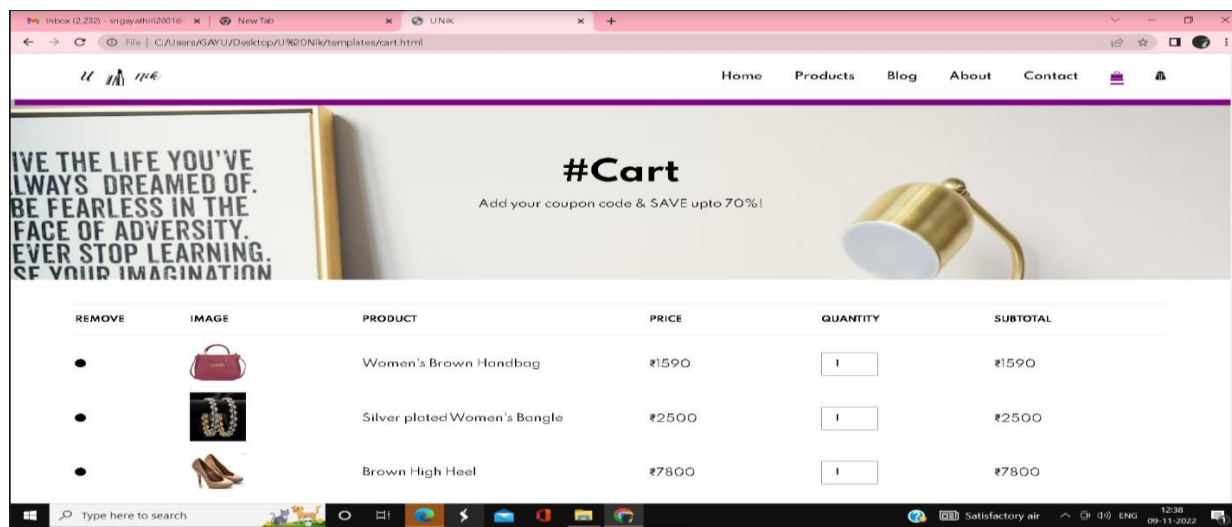 Inbox (2,232) - srigayathiri2001@
New Tab
UNiK
File | C:/Users/GAYU/Desktop/U%20Nik/templates/cart.html
U nik
Home Products Blog About Contact
IVE THE LIFE YOU'VE
LWAYS DREAMED OF.
BE FEARLESS IN THE
FACE OF ADVERSITY.
EVER STOP LEARNING.
SE YOUR IMAGINATION
#Cart
Add your coupon code & SAVE upto 70%!
REMOVE IMAGE PRODUCT PRICE QUANTITY SUBTOTAL
Women's Brown Handbag ₹1590 1 ₹1590
Silver plated Women's Bangle ₹2500 1 ₹2500
Brown High Heel ₹7800 1 ₹7800
Type here to search
Satisfactory air
ENG
12:38
09-11-2022